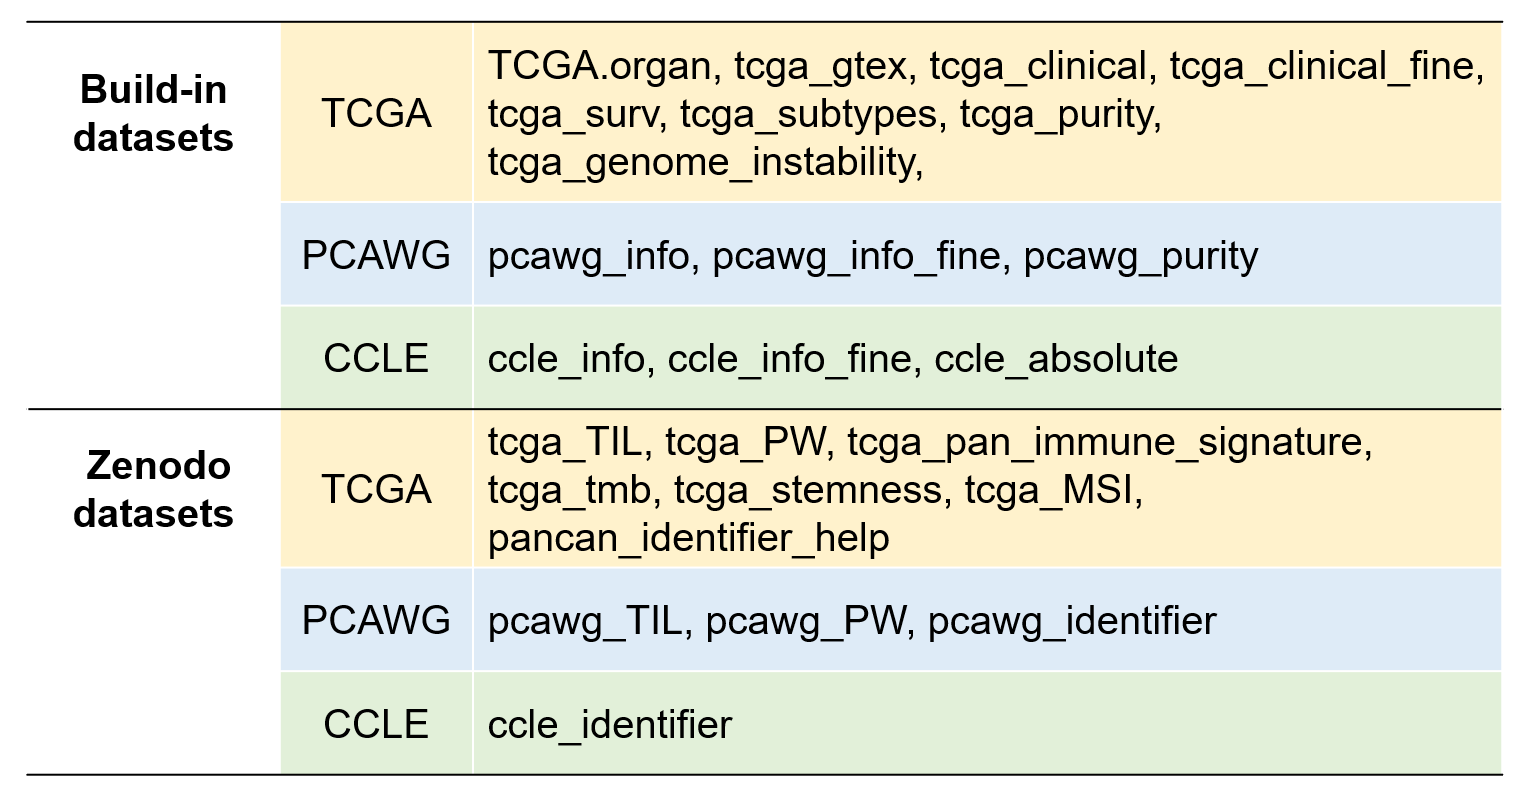 Build-in
datasets
TCGA
TCGA.organ, tcga_gtex, tcga_clinical, tcga_clinical_fine,
tcga_surv, tcga_subtypes, tcga_purity,
tcga_genome_instability,
PCAWG
pcawg_info, pcawg_info_fine, pcawg_purity
CCLE
ccle_info, ccle_info_fine, ccle_absolute
Zenodo
datasets
TCGA
tcga_TIL, tcga_PW, tcga_pan_immune_signature,
tcga_tmb, tcga_stemness, tcga_MSI,
pancan_identifier_help
PCAWG
pcawg_TIL, pcawg_PW, pcawg_identifier
CCLE
ccle_identifier